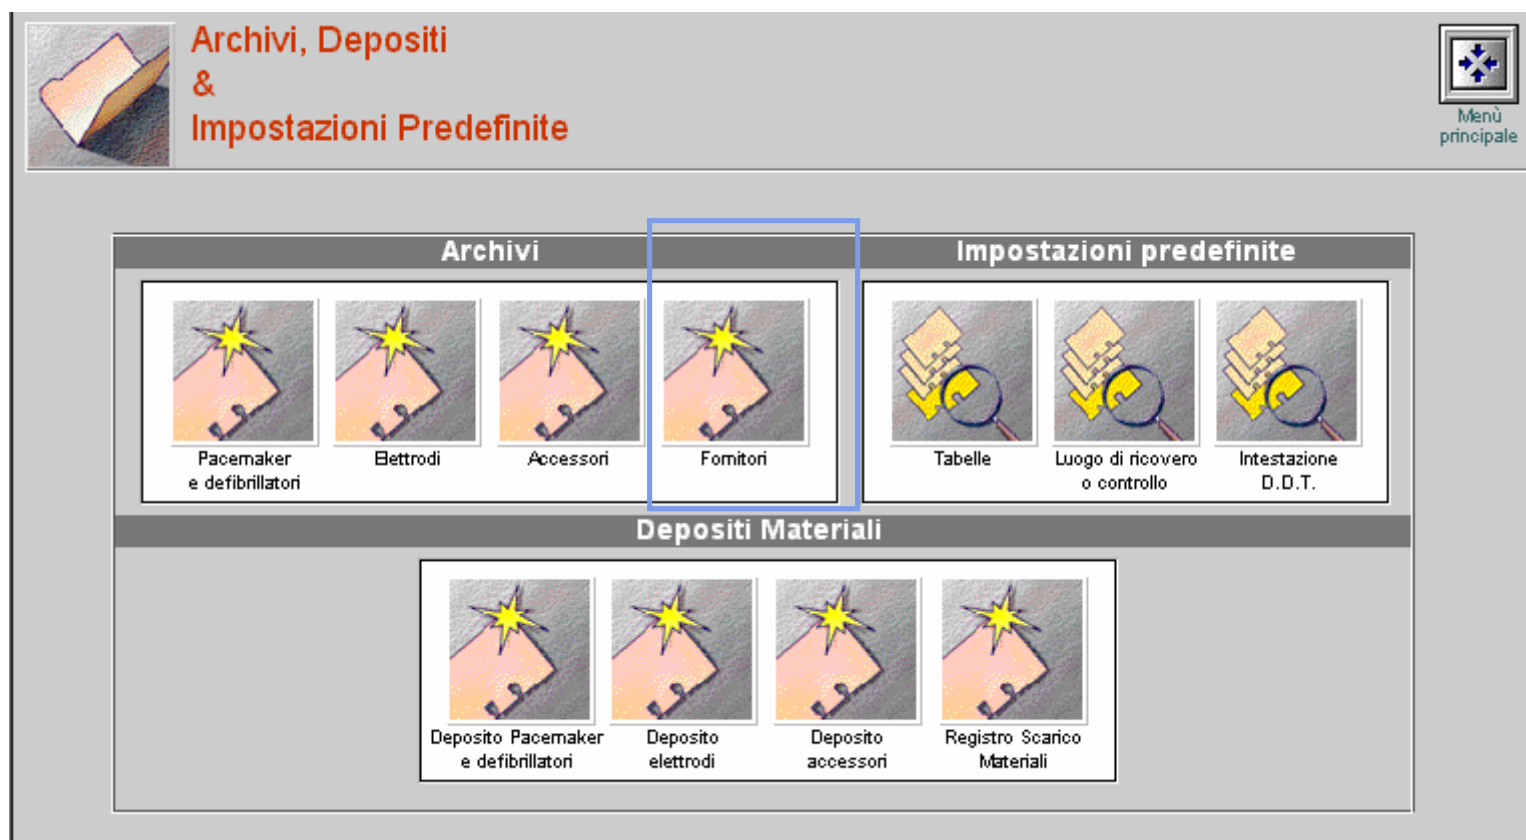 Archivi, Depositi
&
Impostazioni Predefinite
Menù
principale
Archivi
Impostazioni predefinite
Pacemaker
e defibrillatori
Elettrodi
Accessori
Fornitori
Tabelle
Luogo di ricovero
o controllo
Intestazione
D.D.T.
Depositi Materiali
Deposito Pacemaker
e defibrillatori
Deposito
elettrodi
Deposito
accessori
Registro Scarico
Materiali